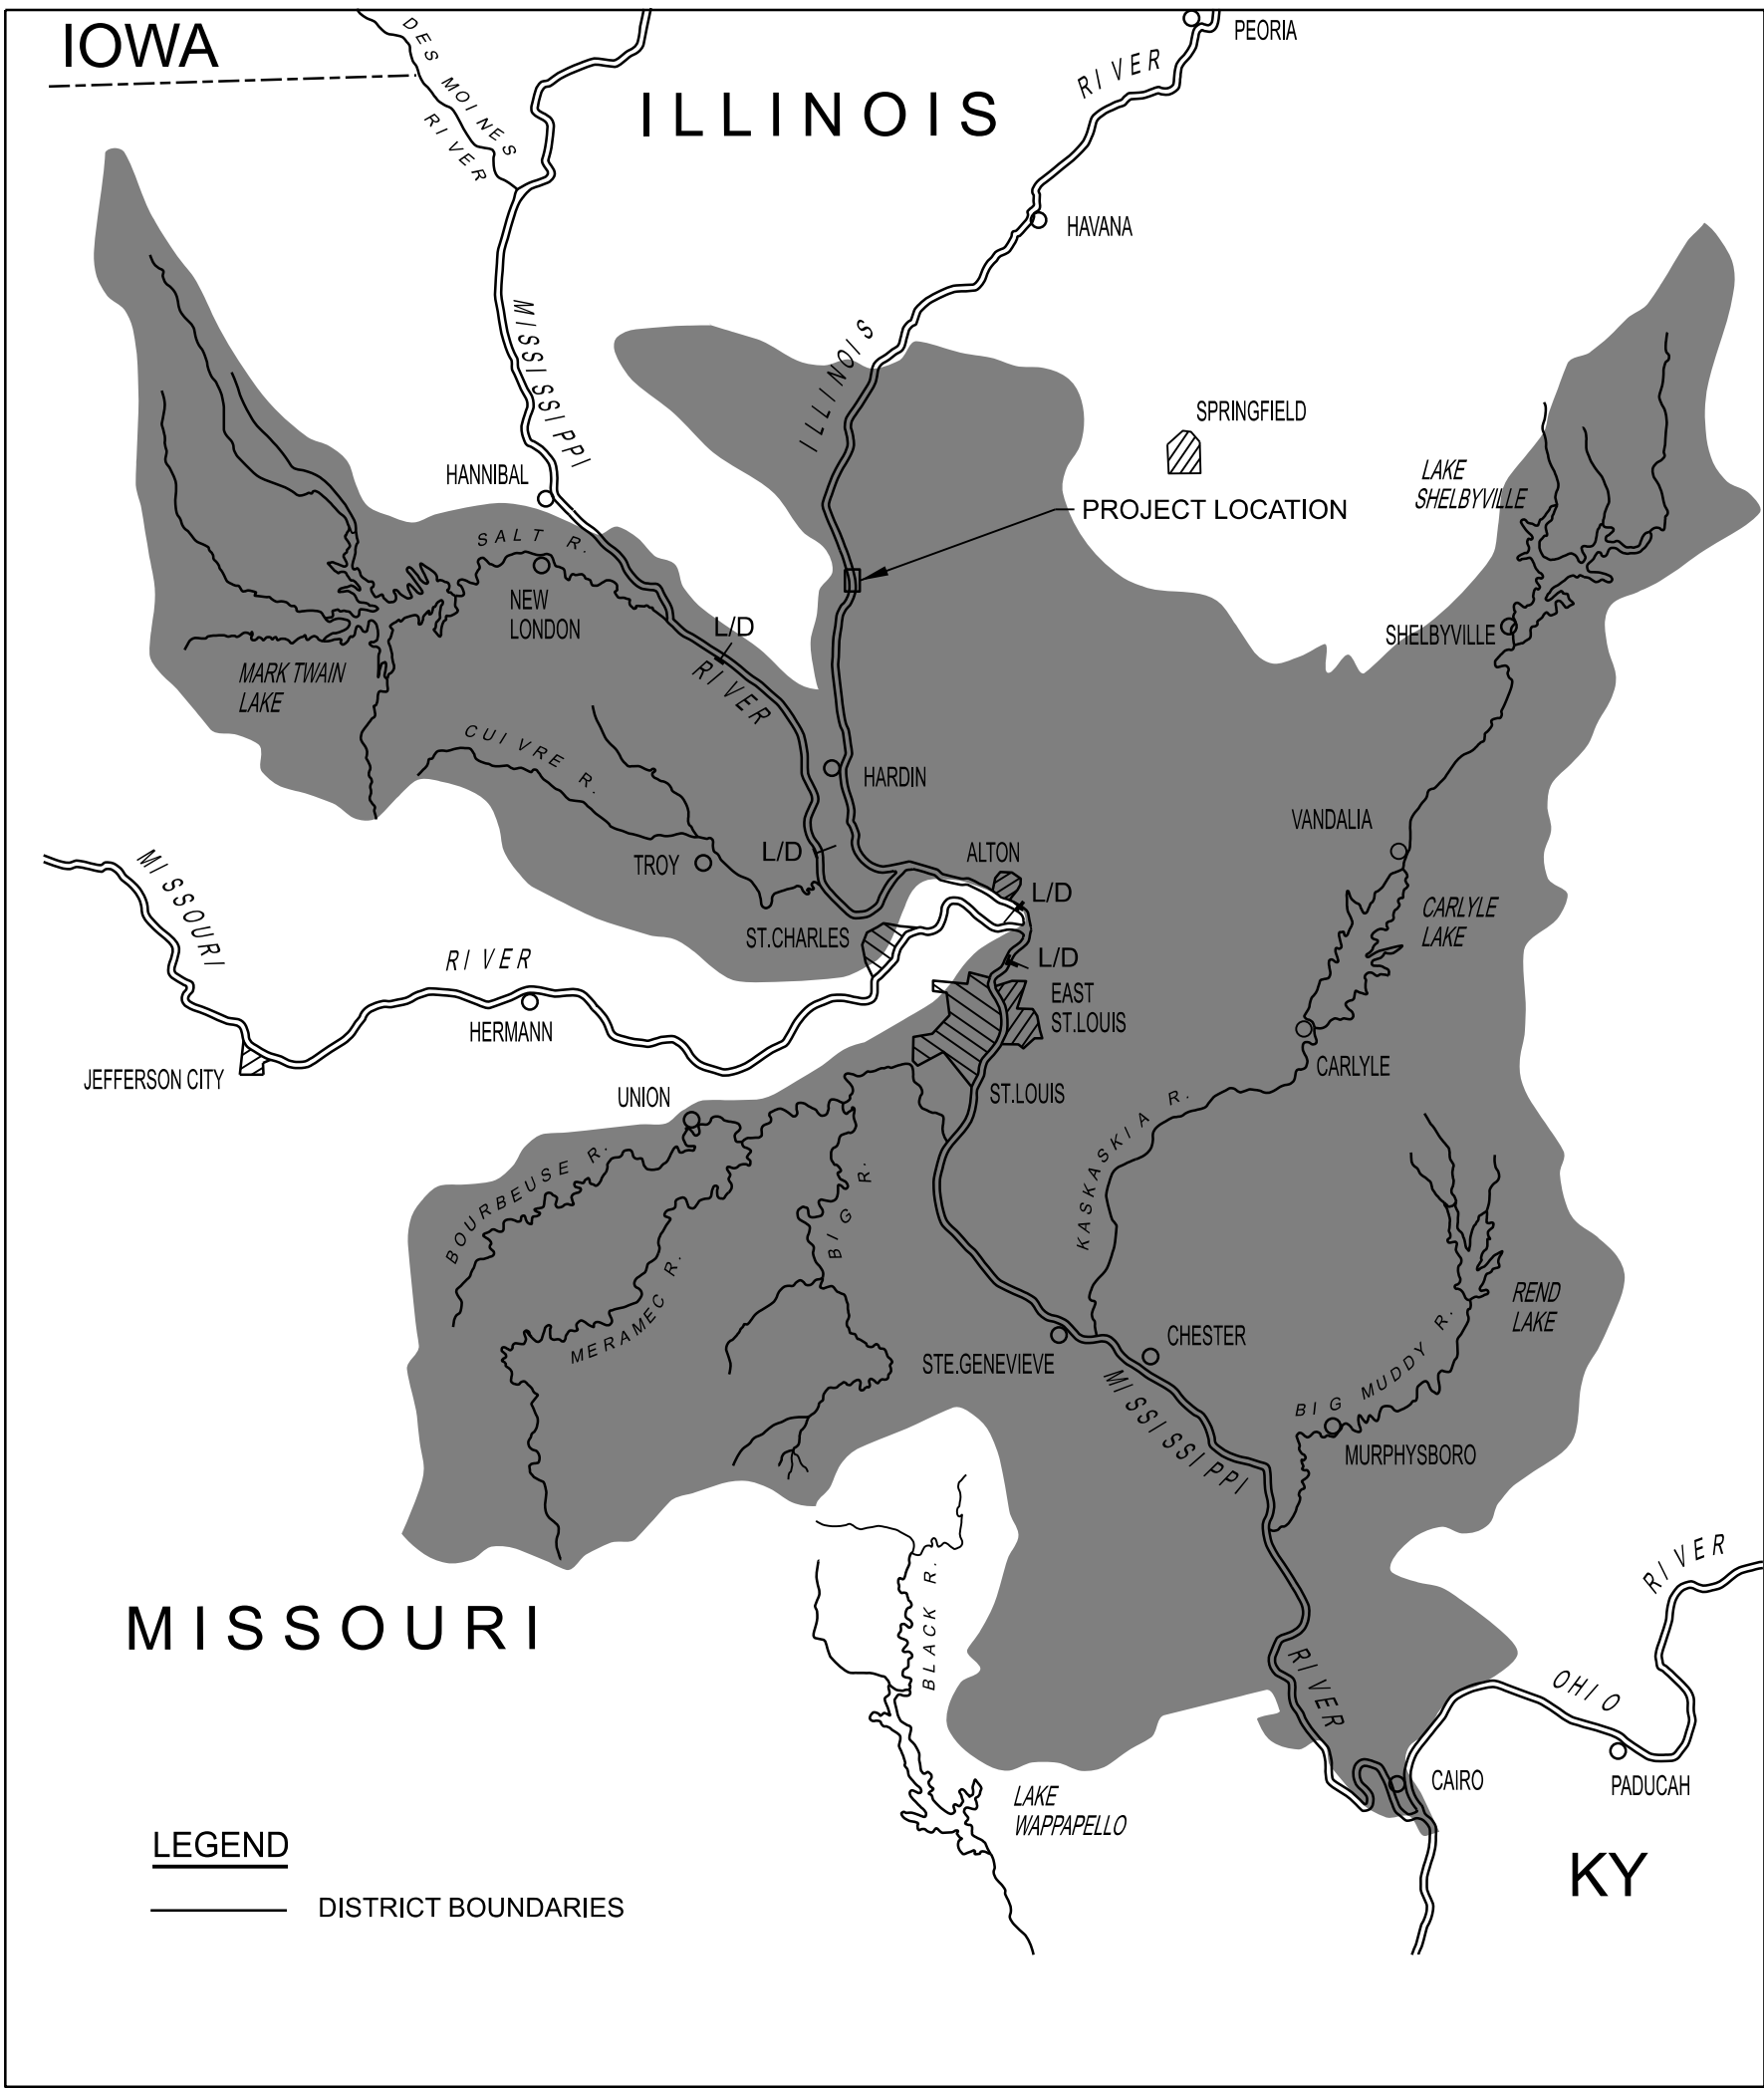 IOWA
DES MOINES
RIVER
PEORIA
ILLINOIS
RIVER
HAVANA
MISSISSIPPI
ILLINOIS
SPRINGFIELD
HANNIBAL
LAKE
SHELBYVILLE
PROJECT LOCATION
SALT R.
NEW
LONDON
L/D
SHELBYVILLE
MARK TWAIN
LAKE
RIVER
CUIVRE R.
HARDIN
VANDALIA
TROY
L/D
ALTON
L/D
MISSOURI
CARLYLE
LAKE
ST.CHARLES
RIVER
L/D
EAST
ST.LOUIS
HERMANN
JEFFERSON CITY
CARLYLE
UNION
ST.LOUIS
KASKASKIA R.
BOURBEUSE R.
BIG R.
MERAMEC R.
REND
LAKE
CHESTER
STE.GENEVIEVE
MISSISSIPPI
BIG MUDDY R.
MURPHYSBORO
BLACK R.
RIVER
MISSOURI
RIVER
OHIO
CAIRO
PADUCAH
LAKE
WAPPAPELLO
KY
LEGEND
DISTRICT BOUNDARIES